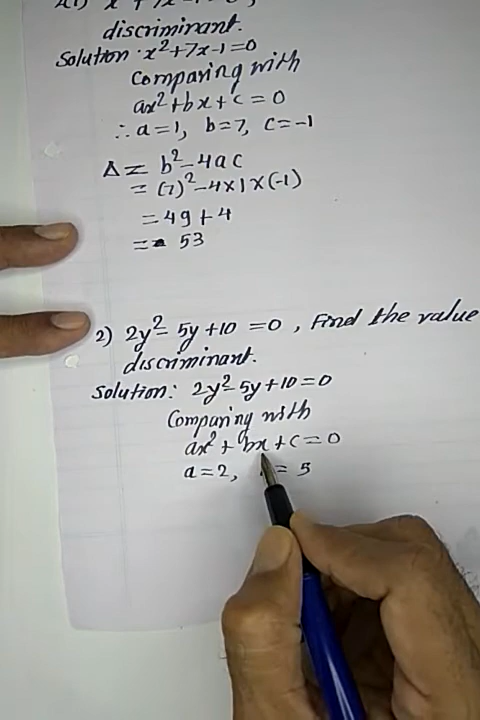 discriminant.
Solution: x²+7x-1=0
Comparing with
ax²+bx+c=0
∴ a=1, b=7, c=-1
Δ = b²-4ac
= (7)²-4×1×(-1)
= 49+4
= 53
2) 2y²-5y+10=0, Find the value
discriminant.
Solution: 2y²-5y+10=0
Comparing with
ax²+bx+c=0
a=2, = 5